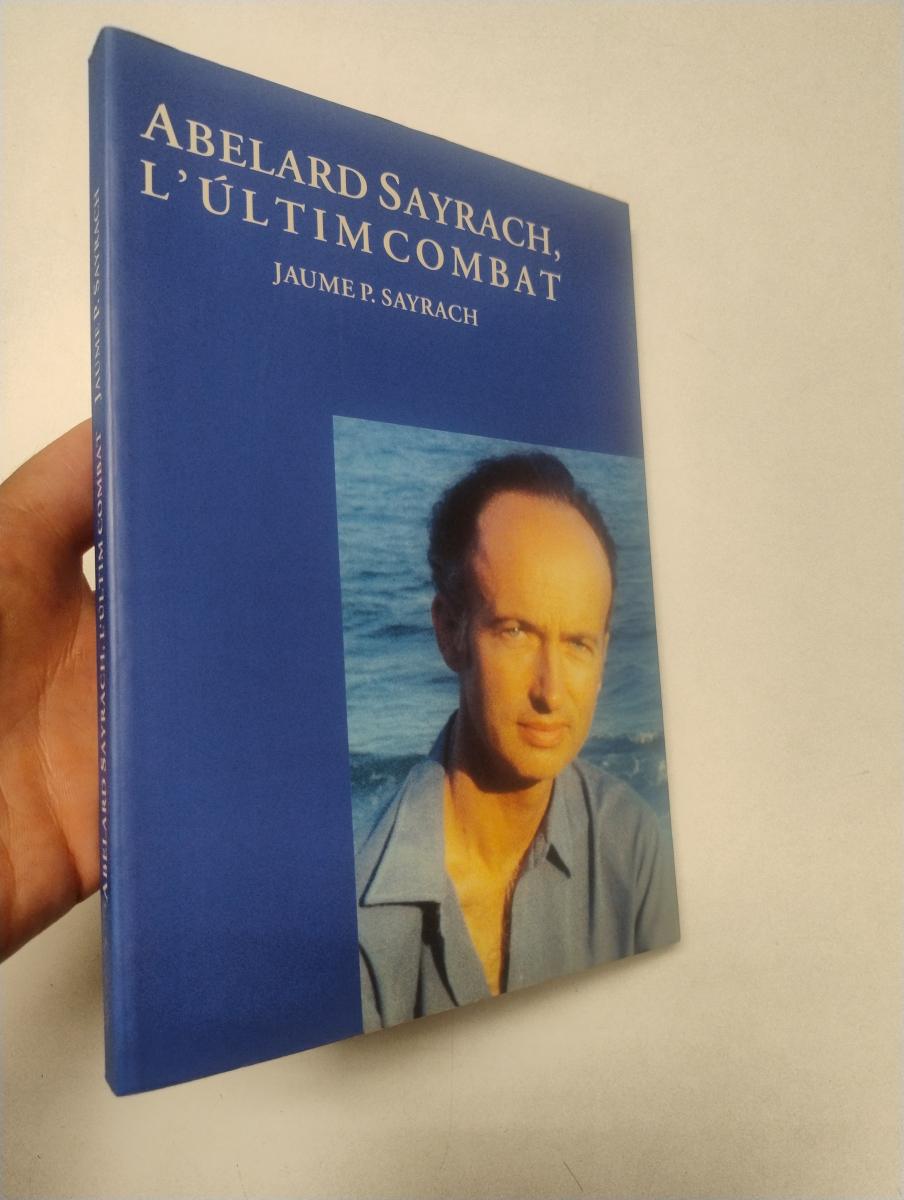 ABELARD SAYRACH,
L'ÚLTIM COMBAT
JAUME P. SAYRACH
ABELARD SAYRACH, L'ÚLTIM COMBAT JAUME P. SAYRACH